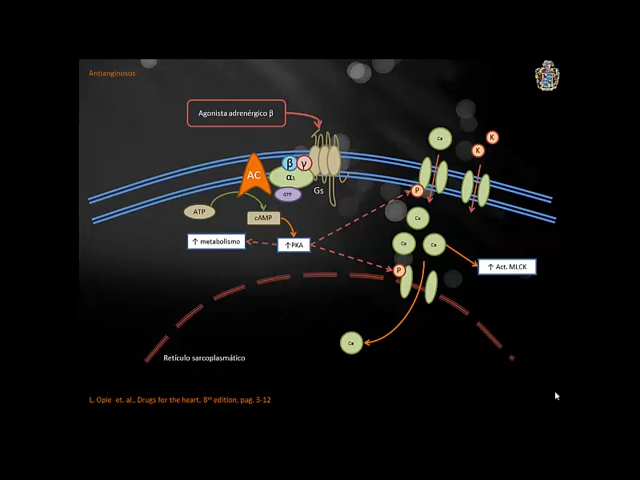 Antianginosos
Agonista adrenérgico β
Ca
K
K
AC
β
γ
αs
GTP
Gs
P
ATP
cAMP
Ca
↑ metabolismo
↑PKA
Ca
Ca
↑ Act. MLCK
P
Ca
Retículo sarcoplasmático
L. Opie et. al., Drugs for the heart, 8th edition, pag. 3-12